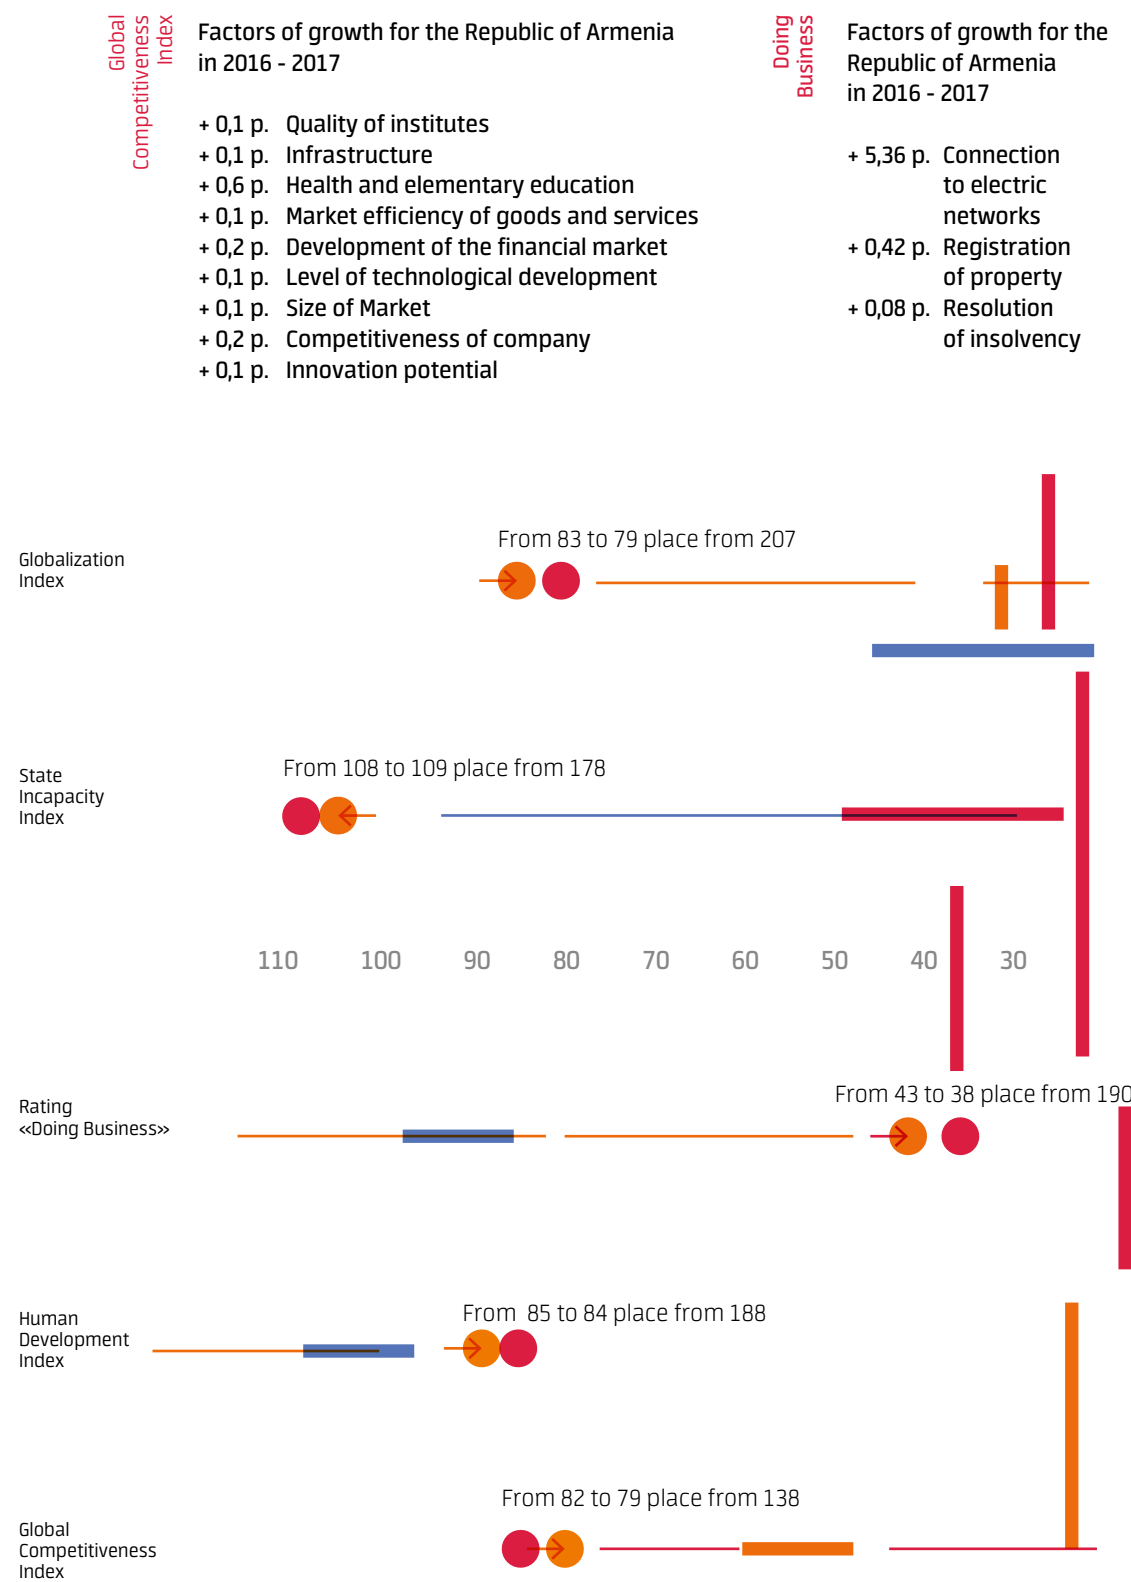 Global
Competitiveness
Index
Factors of growth for the Republic of Armenia
in 2016 - 2017
+ 0,1 p. Quality of institutes
+ 0,1 p. Infrastructure
+ 0,6 p. Health and elementary education
+ 0,1 p. Market efficiency of goods and services
+ 0,2 p. Development of the financial market
+ 0,1 p. Level of technological development
+ 0,1 p. Size of Market
+ 0,2 p. Competitiveness of company
+ 0,1 p. Innovation potential
Doing
Business
Factors of growth for the
Republic of Armenia
in 2016 - 2017
+ 5,36 p. Connection
to electric
networks
+ 0,42 p. Registration
of property
+ 0,08 p. Resolution
of insolvency
From 83 to 79 place from 207
Globalization
Index
From 108 to 109 place from 178
State
Incapacity
Index
110 100 90 80 70 60 50 40 30
From 43 to 38 place from 190
Rating
«Doing Business»
From 85 to 84 place from 188
Human
Development
Index
From 82 to 79 place from 138
Global
Competitiveness
Index